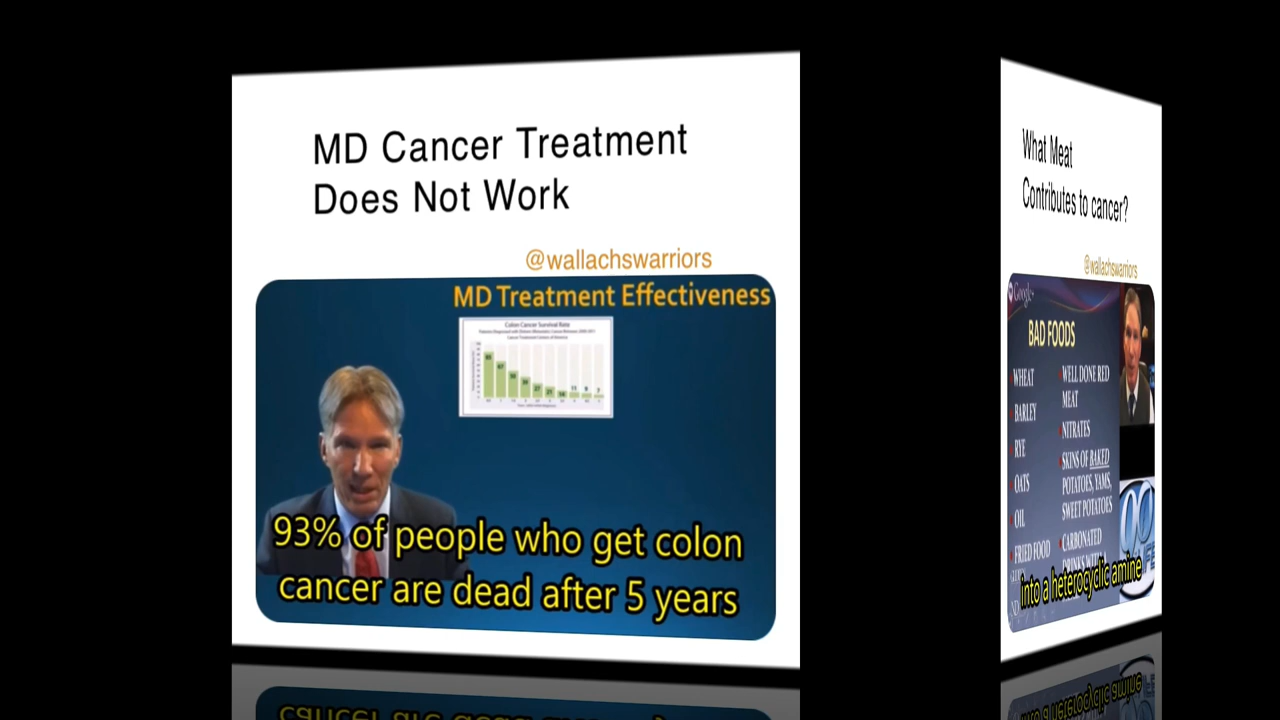 MD Cancer Treatment
Does Not Work
@wallachswarriors
MD Treatment Effectiveness
Colon Cancer Survival Rate
93% of people who get colon
cancer are dead after 5 years
What Meat
Contributes to cancer?
@wallachswarriors
Google+
BAD FOODS
WHEAT
BARLEY
RYE
OATS
OIL
FRIED FOOD
WELL DONE RED
MEAT
NITRATES
SKINS OF BAKED
POTATOES, YAMS,
SWEET POTATOES
CARBONATED
into a heterocyclic amine